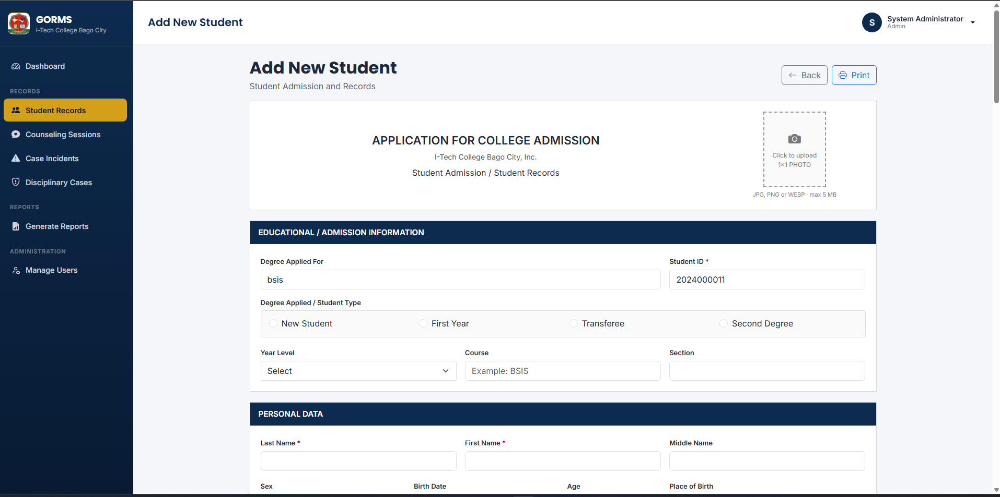 GORMS
i-Tech College Bago City
Dashboard
RECORDS
Student Records
Counseling Sessions
Case Incidents
Disciplinary Cases
REPORTS
Generate Reports
ADMINISTRATION
Manage Users
Add New Student
S
System Administrator
Admin
Add New Student
Student Admission and Records
Back
Print
APPLICATION FOR COLLEGE ADMISSION
I-Tech College Bago City, Inc.
Student Admission / Student Records
Click to upload
1×1 PHOTO
JPG, PNG or WEBP · max 5 MB
EDUCATIONAL / ADMISSION INFORMATION
Degree Applied For
Student ID *
bsis
2024000011
Degree Applied / Student Type
New Student
First Year
Transferee
Second Degree
Year Level
Course
Section
Select
Example: BSIS
PERSONAL DATA
Last Name *
First Name *
Middle Name
Sex
Birth Date
Age
Place of Birth